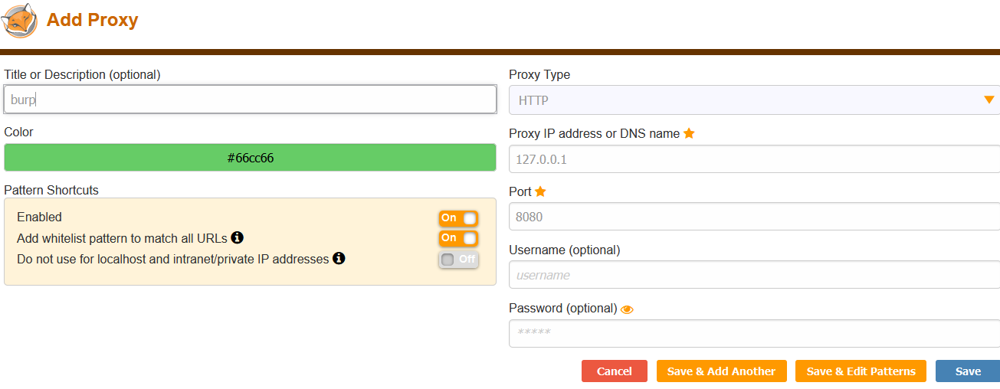 Add Proxy
Title or Description (optional)
burp
Color
#66cc66
Pattern Shortcuts
Enabled
On
Add whitelist pattern to match all URLs
On
Do not use for localhost and intranet/private IP addresses
Off
Proxy Type
HTTP
Proxy IP address or DNS name
127.0.0.1
Port
8080
Username (optional)
username
Password (optional)
*****
Cancel
Save & Add Another
Save & Edit Patterns
Save